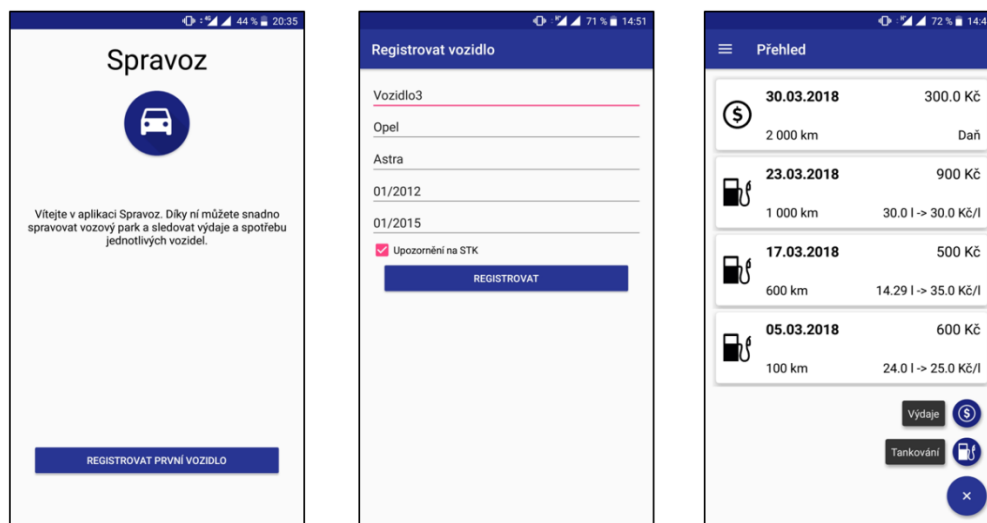 44 % 20:35
Spravoz
Vítejte v aplikaci Spravoz. Díky ní můžete snadno
spravovat vozový park a sledovat výdaje a spotřebu
jednotlivých vozidel.
REGISTROVAT PRVNÍ VOZIDLO
71 % 14:51
Registrovat vozidlo
Vozidlo3
Opel
Astra
01/2012
01/2015
Upozornění na STK
REGISTROVAT
72 % 14:4
Přehled
30.03.2018 300.0 Kč
2 000 km Daň
23.03.2018 900 Kč
1 000 km 30.0 l -> 30.0 Kč/l
17.03.2018 500 Kč
600 km 14.29 l -> 35.0 Kč/l
05.03.2018 600 Kč
100 km 24.0 l -> 25.0 Kč/l
Výdaje
Tankování